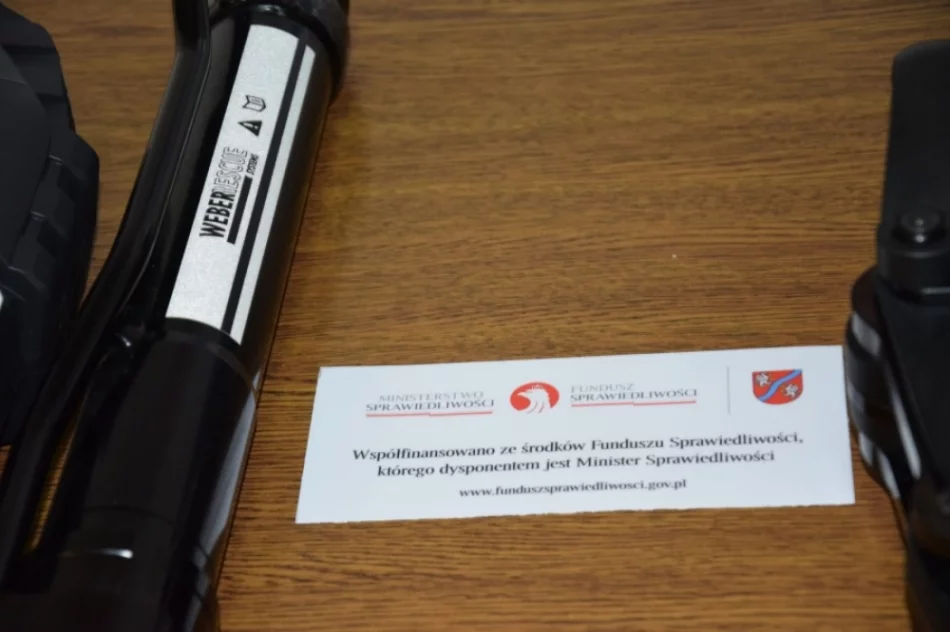 WEBER RESCUE
SYSTEMS
MINISTERSTWO
SPRAWIEDLIWOŚCI
FUNDUSZ
SPRAWIEDLIWOŚCI
Współfinansowano ze środków Funduszu Sprawiedliwości,
którego dysponentem jest Minister Sprawiedliwości
www.funduszsprawiedliwosci.gov.pl